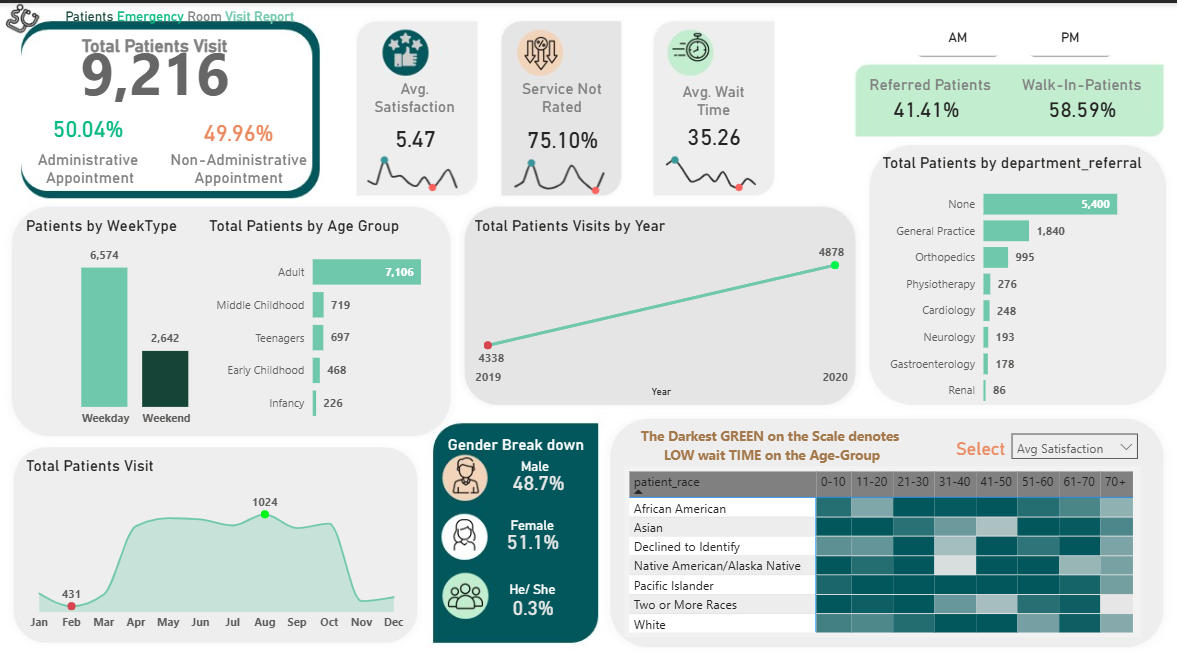 Patients Emergency Room Visit Report
Total Patients Visit
9,216
50.04%
Administrative
Appointment
49.96%
Non-Administrative
Appointment
Avg.
Satisfaction
5.47
Service Not
Rated
75.10%
Avg. Wait
Time
35.26
AM
PM
Referred Patients
41.41%
Walk-In-Patients
58.59%
Patients by WeekType
6,574
2,642
Weekday
Weekend
Total Patients by Age Group
Adult 7,106
Middle Childhood 719
Teenagers 697
Early Childhood 468
Infancy 226
Total Patients Visits by Year
4878
4338
2019
2020
Year
Total Patients by department_referral
None 5,400
General Practice 1,840
Orthopedics 995
Physiotherapy 276
Cardiology 248
Neurology 193
Gastroenterology 178
Renal 86
Total Patients Visit
1024
431
Jan Feb Mar Apr May Jun Jul Aug Sep Oct Nov Dec
Gender Break down
Male
48.7%
Female
51.1%
He/ She
0.3%
The Darkest GREEN on the Scale denotes
LOW wait TIME on the Age-Group
Select
Avg Satisfaction
patient_race 0-10 11-20 21-30 31-40 41-50 51-60 61-70 70+
African American
Asian
Declined to Identify
Native American/Alaska Native
Pacific Islander
Two or More Races
White